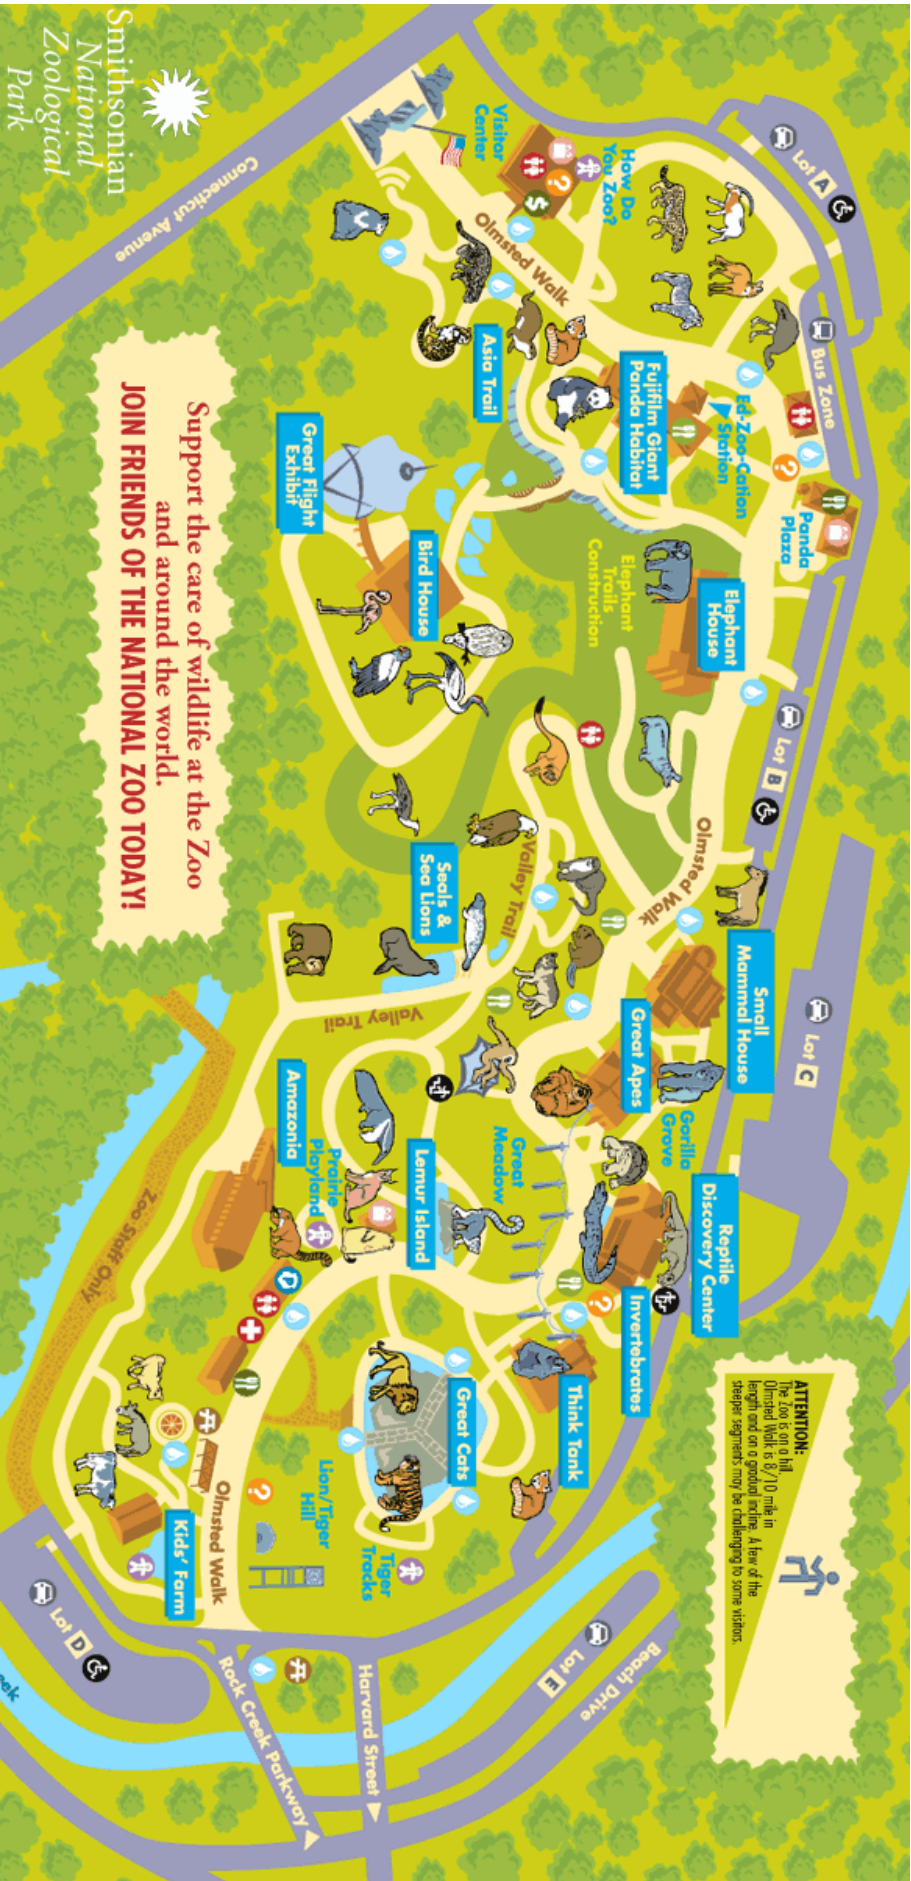 Smithsonian
National
Zoological
Park
Connecticut Avenue
Visitor
Center
How Do
You Zoo?
Olmsted Walk
Lot A
Bus Zone
Asia Trail
Fujifilm Giant
Panda Habitat
Ed-Zoo-Cation
Station
Panda
Plaza
Great Flight
Exhibit
Bird House
Elephant
Trails
Construction
Elephant
House
Lot B
Olmsted Walk
Valley Trail
Seals &
Sea Lions
Valley Trail
Small
Mammal House
Lot C
Great Apes
Gorilla
Grove
Great
Meadow
Reptile
Discovery Center
Invertebrates
Think Tank
Amazonia
Prairie
Playland
Lemur Island
Great Cats
Lion/Tiger
Hill
Tiger
Tracks
Zoo Staff Only
Olmsted Walk
Kids' Farm
Lot D
Lot E
Beach Drive
Harvard Street
Rock Creek Parkway
eek
Support the care of wildlife at the Zoo
and around the world.
JOIN FRIENDS OF THE NATIONAL ZOO TODAY!
ATTENTION:
The Zoo is on a hill.
Olmsted Walk is 8/10 mile in
length and on a gradual incline. A few of the
steeper segments may be challenging to some visitors.